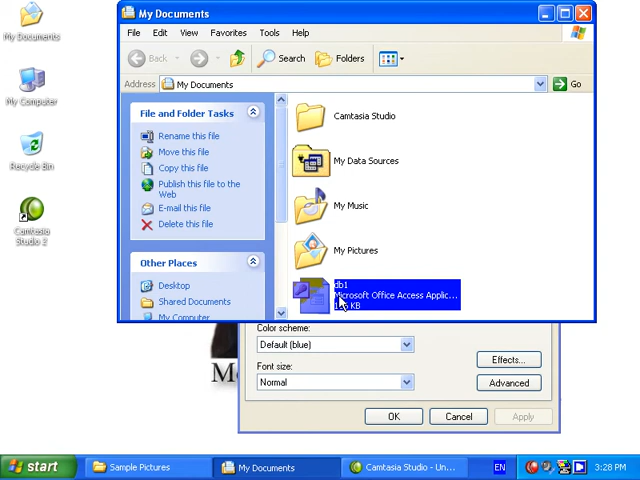 My Documents
My Computer
Recycle Bin
Camtasia
Studio 2
My Documents
File Edit View Favorites Tools Help
Back Search Folders
Address My Documents Go
File and Folder Tasks
Rename this file
Move this file
Copy this file
Publish this file to the
Web
E-mail this file
Delete this file
Other Places
Desktop
Shared Documents
My Computer
Camtasia Studio
My Data Sources
My Music
My Pictures
db1
Microsoft Office Access Applic...
KB
Color scheme:
Default (blue)
Font size:
Normal
Effects...
Advanced
OK Cancel Apply
start Sample Pictures My Documents Camtasia Studio - Un... EN 3:28 PM